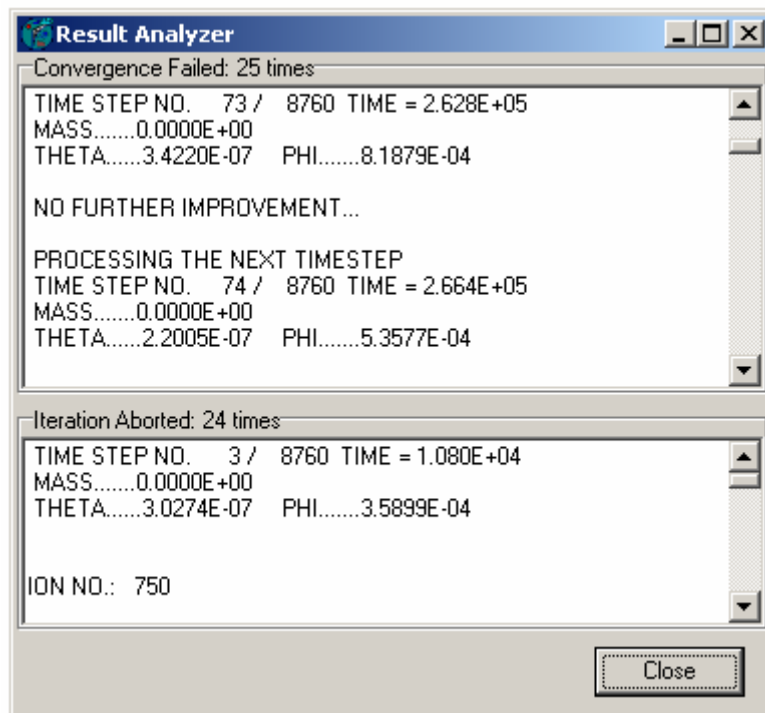 Result Analyzer
Convergence Failed: 25 times
TIME STEP NO. 73 / 8760 TIME = 2.628E+05
MASS.......0.0000E+00
THETA......3.4220E-07 PHI.......8.1879E-04
NO FURTHER IMPROVEMENT...
PROCESSING THE NEXT TIMESTEP
TIME STEP NO. 74 / 8760 TIME = 2.664E+05
MASS.......0.0000E+00
THETA......2.2005E-07 PHI.......5.3577E-04
Iteration Aborted: 24 times
TIME STEP NO. 3 / 8760 TIME = 1.080E+04
MASS.......0.0000E+00
THETA......3.0274E-07 PHI.......3.5899E-04
ION NO.: 750
Close